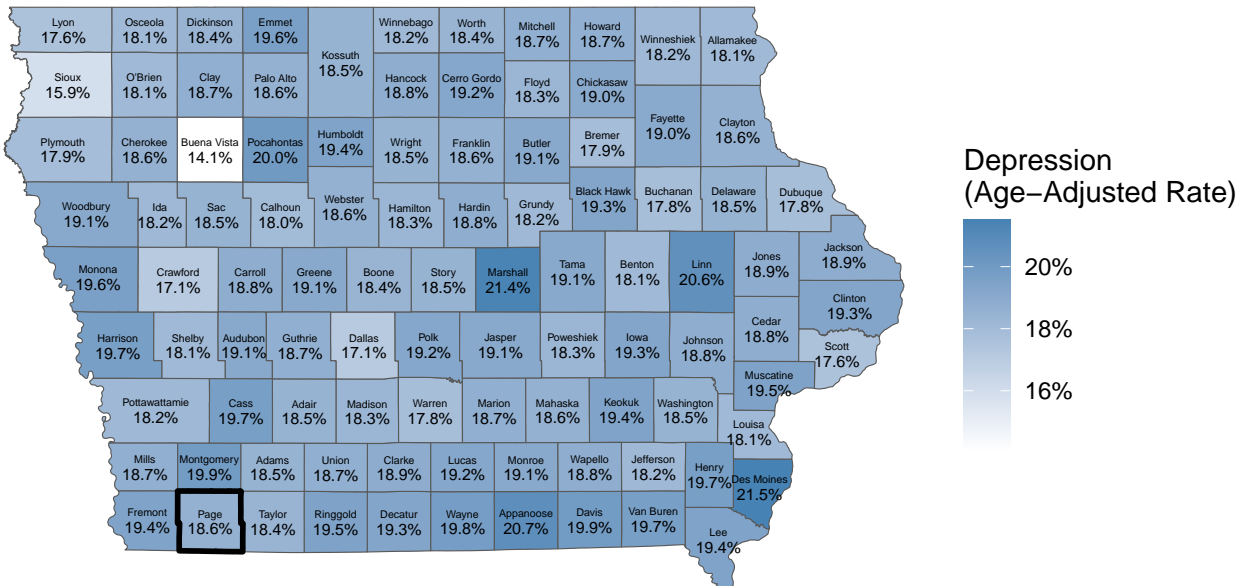 Lyon
17.6%
Osceola
18.1%
Dickinson
18.4%
Emmet
19.6%
Kossuth
18.5%
Winnebago
18.2%
Worth
18.4%
Mitchell
18.7%
Howard
18.7%
Winneshiek
18.2%
Allamakee
18.1%
Sioux
15.9%
O'Brien
18.1%
Clay
18.7%
Palo Alto
18.6%
Hancock
18.8%
Cerro Gordo
19.2%
Floyd
18.3%
Chickasaw
19.0%
Fayette
19.0%
Clayton
18.6%
Plymouth
17.9%
Cherokee
18.6%
Buena Vista
14.1%
Pocahontas
20.0%
Humboldt
19.4%
Wright
18.5%
Franklin
18.6%
Butler
19.1%
Bremer
17.9%
Woodbury
19.1%
Ida
18.2%
Sac
18.5%
Calhoun
18.0%
Webster
18.6%
Hamilton
18.3%
Hardin
18.8%
Grundy
18.2%
Black Hawk
19.3%
Buchanan
17.8%
Delaware
18.5%
Dubuque
17.8%
Monona
19.6%
Crawford
17.1%
Carroll
18.8%
Greene
19.1%
Boone
18.4%
Story
18.5%
Marshall
21.4%
Tama
19.1%
Benton
18.1%
Linn
20.6%
Jones
18.9%
Jackson
18.9%
Clinton
19.3%
Harrison
19.7%
Shelby
18.1%
Audubon
19.1%
Guthrie
18.7%
Dallas
17.1%
Polk
19.2%
Jasper
19.1%
Poweshiek
18.3%
Iowa
19.3%
Johnson
18.8%
Cedar
18.8%
Scott
17.6%
Muscatine
19.5%
Pottawattamie
18.2%
Cass
19.7%
Adair
18.5%
Madison
18.3%
Warren
17.8%
Marion
18.7%
Mahaska
18.6%
Keokuk
19.4%
Washington
18.5%
Louisa
18.1%
Mills
18.7%
Montgomery
19.9%
Adams
18.5%
Union
18.7%
Clarke
18.9%
Lucas
19.2%
Monroe
19.1%
Wapello
18.8%
Jefferson
18.2%
Henry
19.7%
Des Moines
21.5%
Fremont
19.4%
Page
18.6%
Taylor
18.4%
Ringgold
19.5%
Decatur
19.3%
Wayne
19.8%
Appanoose
20.7%
Davis
19.9%
Van Buren
19.7%
Lee
19.4%
Depression
(Age−Adjusted Rate)
20%
18%
16%